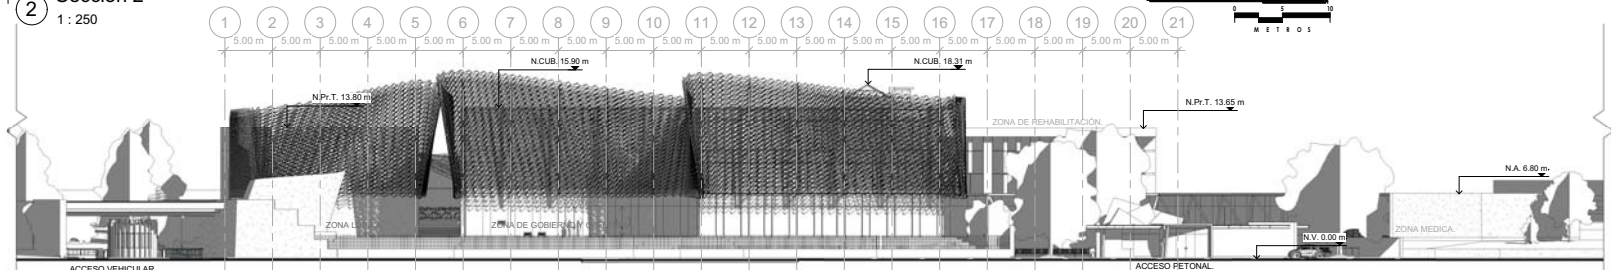 2
1 : 250
1 2 3 4 5 6 7 8 9 10 11 12 13 14 15 16 17 18 19 20 21
5.00 m 5.00 m 5.00 m 5.00 m 5.00 m 5.00 m 5.00 m 5.00 m 5.00 m 5.00 m 5.00 m 5.00 m 5.00 m 5.00 m 5.00 m 5.00 m 5.00 m 5.00 m 5.00 m 5.00 m
0 5 10
METROS
N.CUB. 15.90 m
N.CUB. 18.31 m
N.Pr.T. 13.80 m
N.Pr.T. 13.65 m
ZONA DE REHABILITACIÓN.
N.A. 6.80 m
ZONA
ZONA DE GOBIERNO Y
ZONA MEDICA.
N.V. 0.00 m
ACCESO VEHICULAR
ACCESO PETONAL.